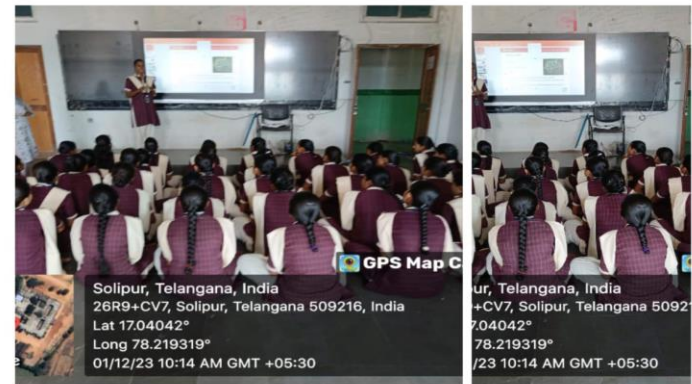 GPS Map C
Solipur, Telangana, India
26R9+CV7, Solipur, Telangana 509216, India
Lat 17.04042°
Long 78.219319°
01/12/23 10:14 AM GMT +05:30
e
ur, Telangana, India
+CV7, Solipur, Telangana 5092
7.04042°
78.219319°
/23 10:14 AM GMT +05:30